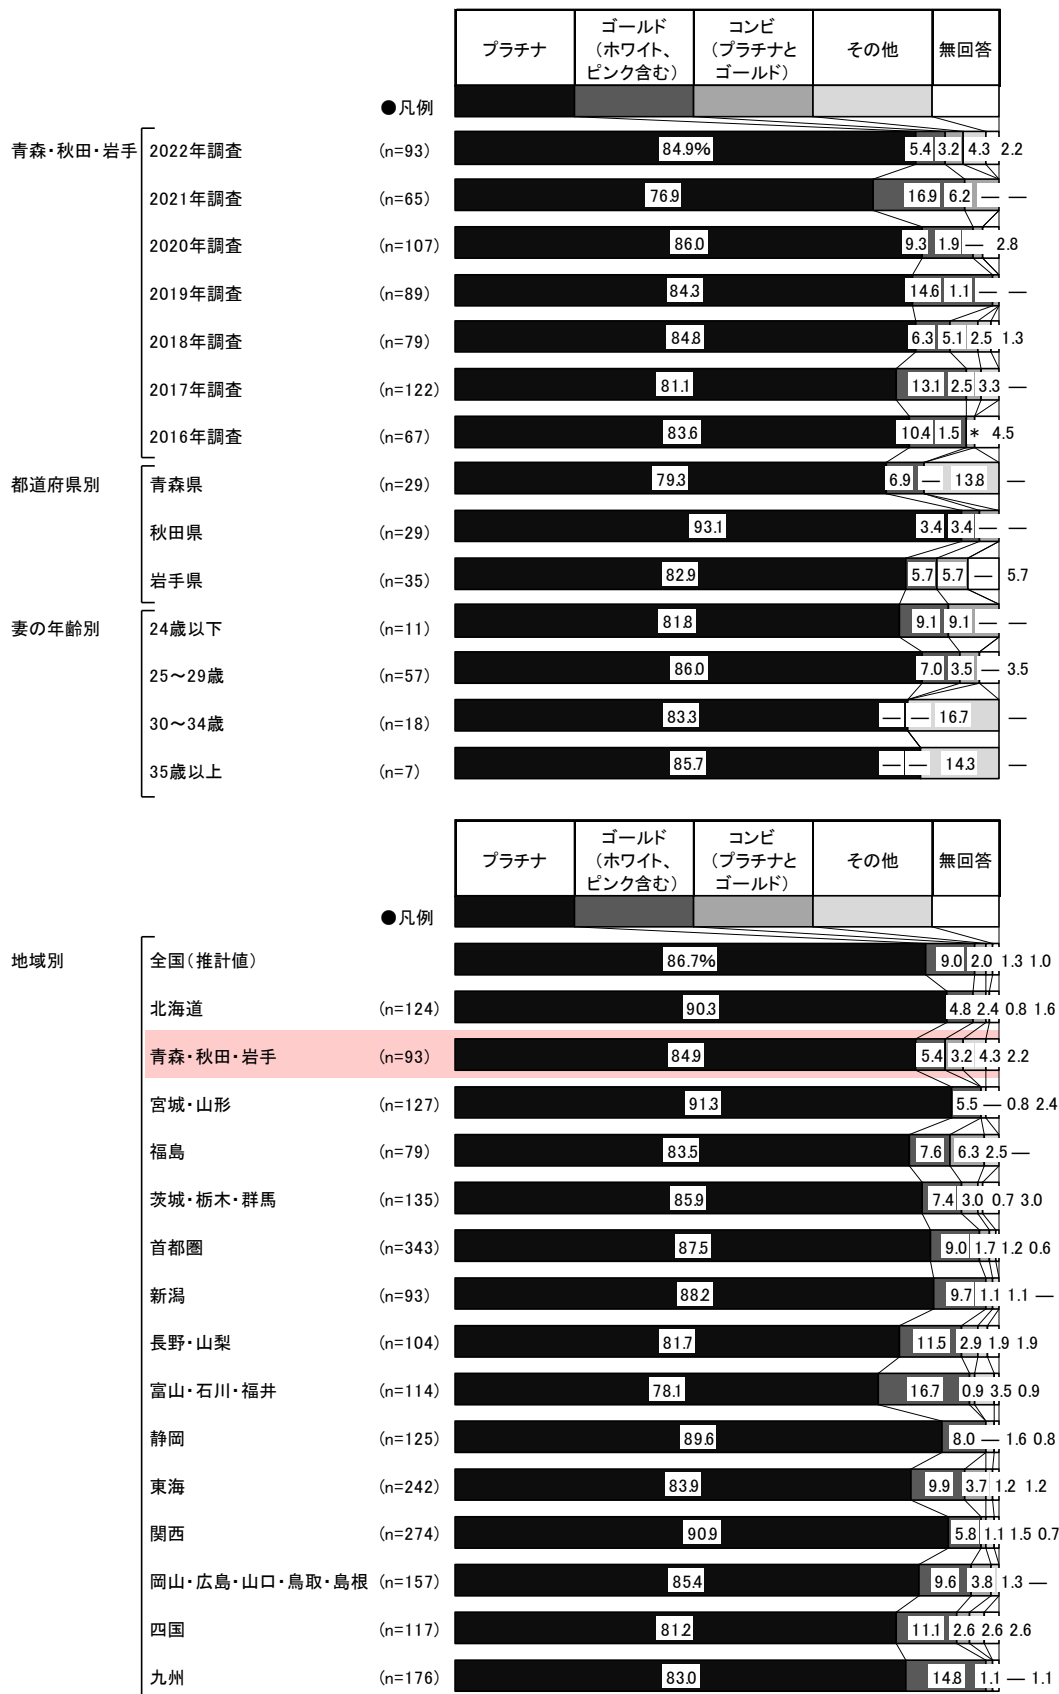 プラチナ ゴールド（ホワイト、ピンク含む） コンビ（プラチナとゴールド） その他 無回答
●凡例
青森・秋田・岩手 2022年調査 (n=93) 84.9% 5.4 3.2 4.3 2.2
2021年調査 (n=65) 76.9 16.9 6.2 ― ―
2020年調査 (n=107) 86.0 9.3 1.9 ― 2.8
2019年調査 (n=89) 84.3 14.6 1.1 ― ―
2018年調査 (n=79) 84.8 6.3 5.1 2.5 1.3
2017年調査 (n=122) 81.1 13.1 2.5 3.3 ―
2016年調査 (n=67) 83.6 10.4 1.5 * 4.5
都道府県別 青森県 (n=29) 79.3 6.9 ― 13.8 ―
秋田県 (n=29) 93.1 3.4 3.4 ― ―
岩手県 (n=35) 82.9 5.7 5.7 ― 5.7
妻の年齢別 24歳以下 (n=11) 81.8 9.1 9.1 ― ―
25～29歳 (n=57) 86.0 7.0 3.5 ― 3.5
30～34歳 (n=18) 83.3 ― ― 16.7 ―
35歳以上 (n=7) 85.7 ― ― 14.3 ―
プラチナ ゴールド（ホワイト、ピンク含む） コンビ（プラチナとゴールド） その他 無回答
●凡例
地域別 全国（推計値） 86.7% 9.0 2.0 1.3 1.0
北海道 (n=124) 90.3 4.8 2.4 0.8 1.6
青森・秋田・岩手 (n=93) 84.9 5.4 3.2 4.3 2.2
宮城・山形 (n=127) 91.3 5.5 ― 0.8 2.4
福島 (n=79) 83.5 7.6 6.3 2.5 ―
茨城・栃木・群馬 (n=135) 85.9 7.4 3.0 0.7 3.0
首都圏 (n=343) 87.5 9.0 1.7 1.2 0.6
新潟 (n=93) 88.2 9.7 1.1 1.1 ―
長野・山梨 (n=104) 81.7 11.5 2.9 1.9 1.9
富山・石川・福井 (n=114) 78.1 16.7 0.9 3.5 0.9
静岡 (n=125) 89.6 8.0 ― 1.6 0.8
東海 (n=242) 83.9 9.9 3.7 1.2 1.2
関西 (n=274) 90.9 5.8 1.1 1.5 0.7
岡山・広島・山口・鳥取・島根 (n=157) 85.4 9.6 3.8 1.3 ―
四国 (n=117) 81.2 11.1 2.6 2.6 2.6
九州 (n=176) 83.0 14.8 1.1 ― 1.1